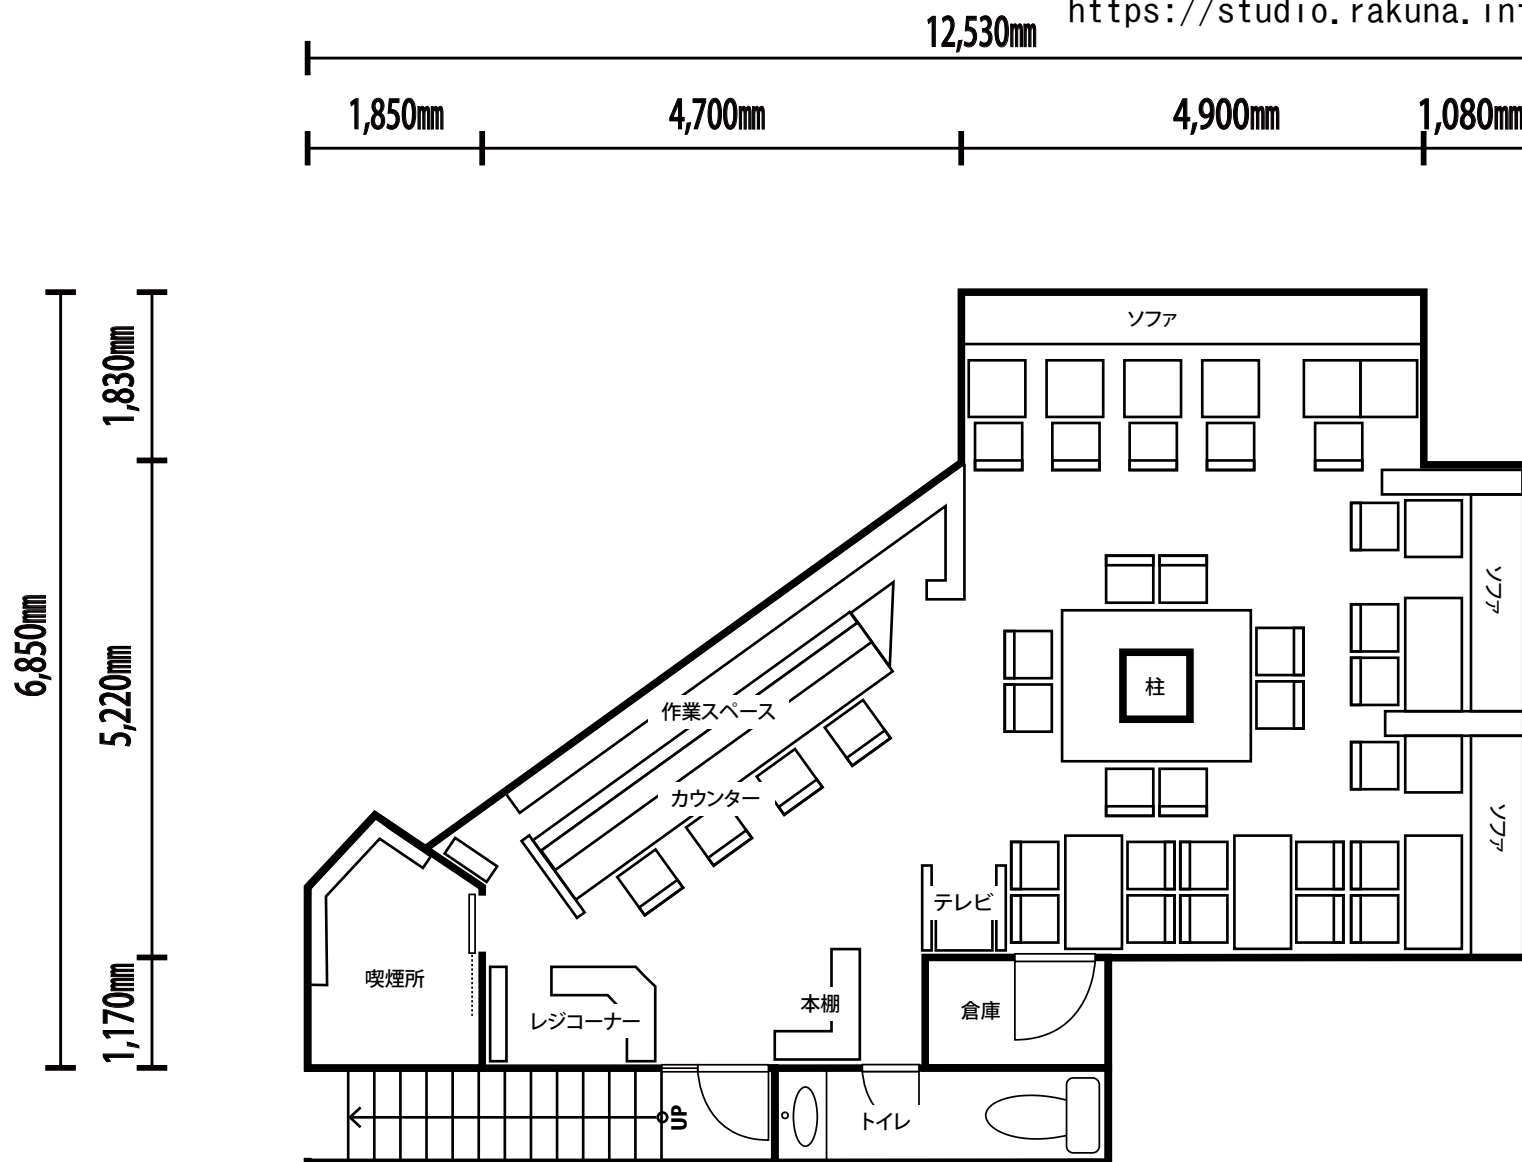 https://studio.rakuna.in
12,530mm
1,850mm
4,700mm
4,900mm
1,080mm
1,830mm
5,220mm
1,170mm
6,850mm
ソファ
ソファ
ソファ
柱
作業スペース
カウンター
テレビ
喫煙所
レジコーナー
本棚
倉庫
トイレ
UP